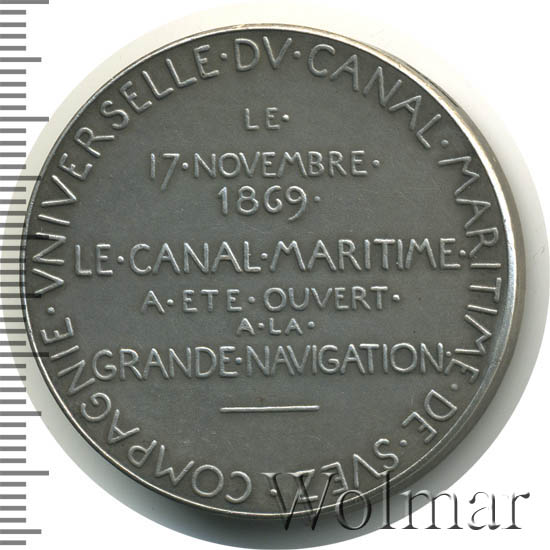 COMPAGNIE·VNIVERSELLE·DV·CANAL·MARITIME·DE·SVEZ·
LE·
17·NOVEMBRE·
1869·
LE·CANAL·MARITIME·
A·ETE·OUVERT·
A·LA·
GRANDE·NAVIGATION·
Wolmar